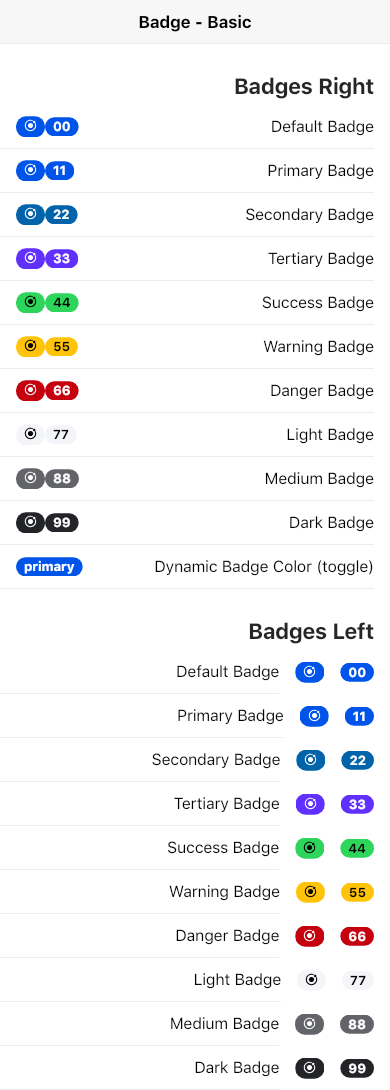 Badge - Basic
Badges Right
00 Default Badge
11 Primary Badge
22 Secondary Badge
33 Tertiary Badge
44 Success Badge
55 Warning Badge
66 Danger Badge
77 Light Badge
88 Medium Badge
99 Dark Badge
primary Dynamic Badge Color (toggle)
Badges Left
Default Badge 00
Primary Badge 11
Secondary Badge 22
Tertiary Badge 33
Success Badge 44
Warning Badge 55
Danger Badge 66
Light Badge 77
Medium Badge 88
Dark Badge 99